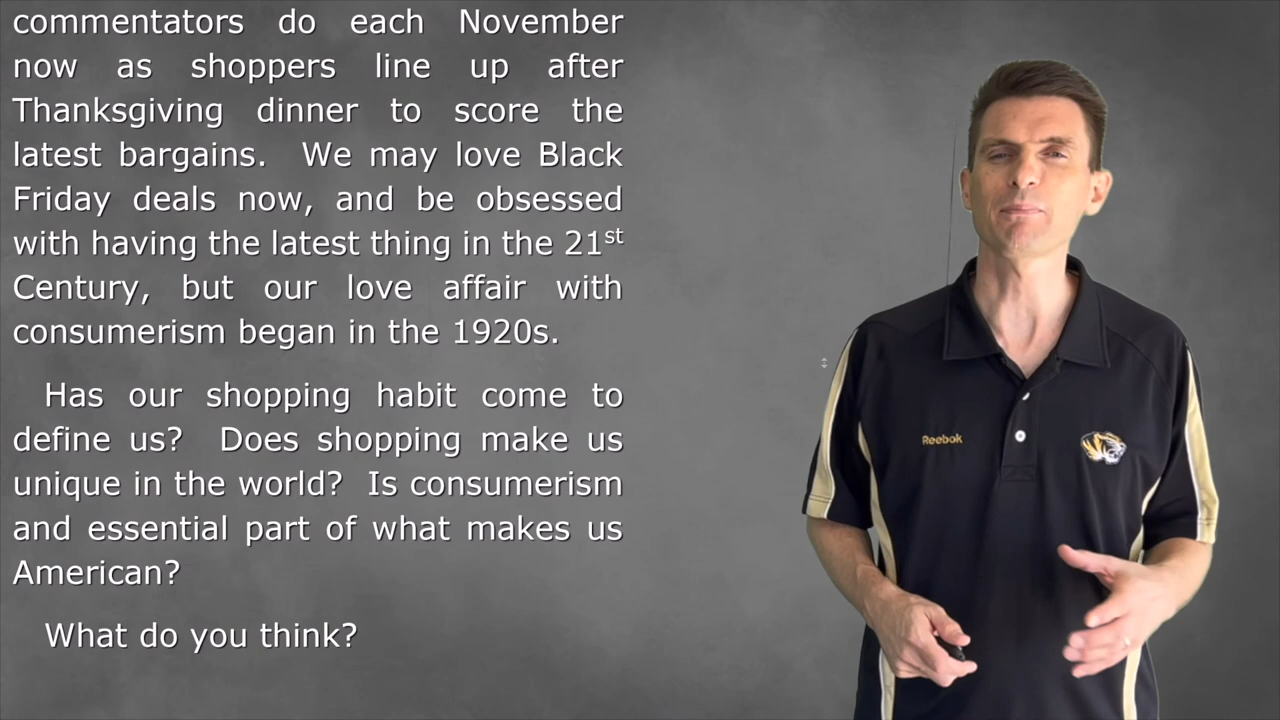 commentators do each November
now as shoppers line up after
Thanksgiving dinner to score the
latest bargains. We may love Black
Friday deals now, and be obsessed
with having the latest thing in the 21st
Century, but our love affair with
consumerism began in the 1920s.
Has our shopping habit come to
define us? Does shopping make us
unique in the world? Is consumerism
and essential part of what makes us
American?
What do you think?
Reebok